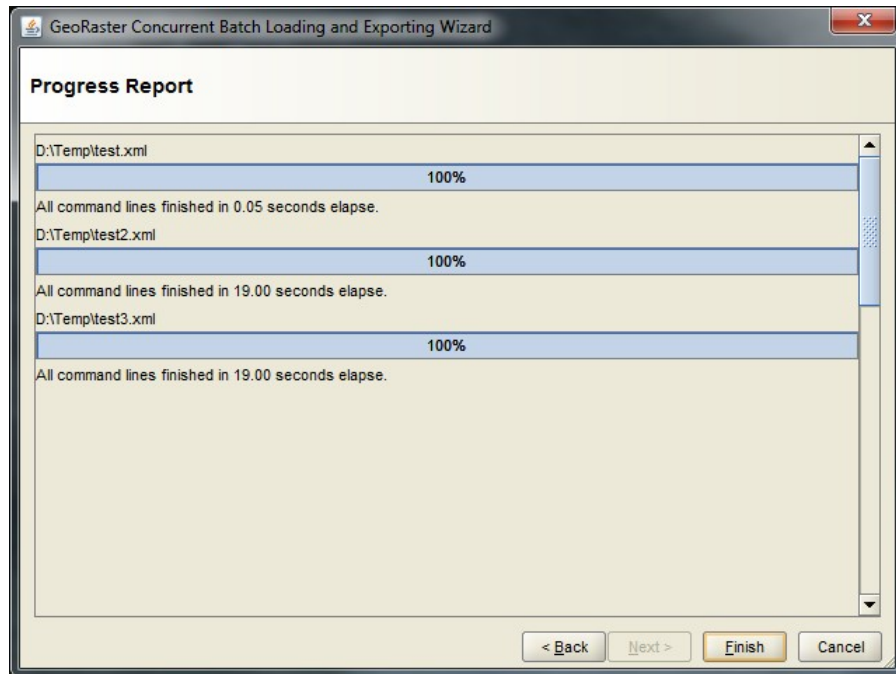 GeoRaster Concurrent Batch Loading and Exporting Wizard
Progress Report
D:\Temp\test.xml
100%
All command lines finished in 0.05 seconds elapse.
D:\Temp\test2.xml
100%
All command lines finished in 19.00 seconds elapse.
D:\Temp\test3.xml
100%
All command lines finished in 19.00 seconds elapse.
< Back Next > Finish Cancel